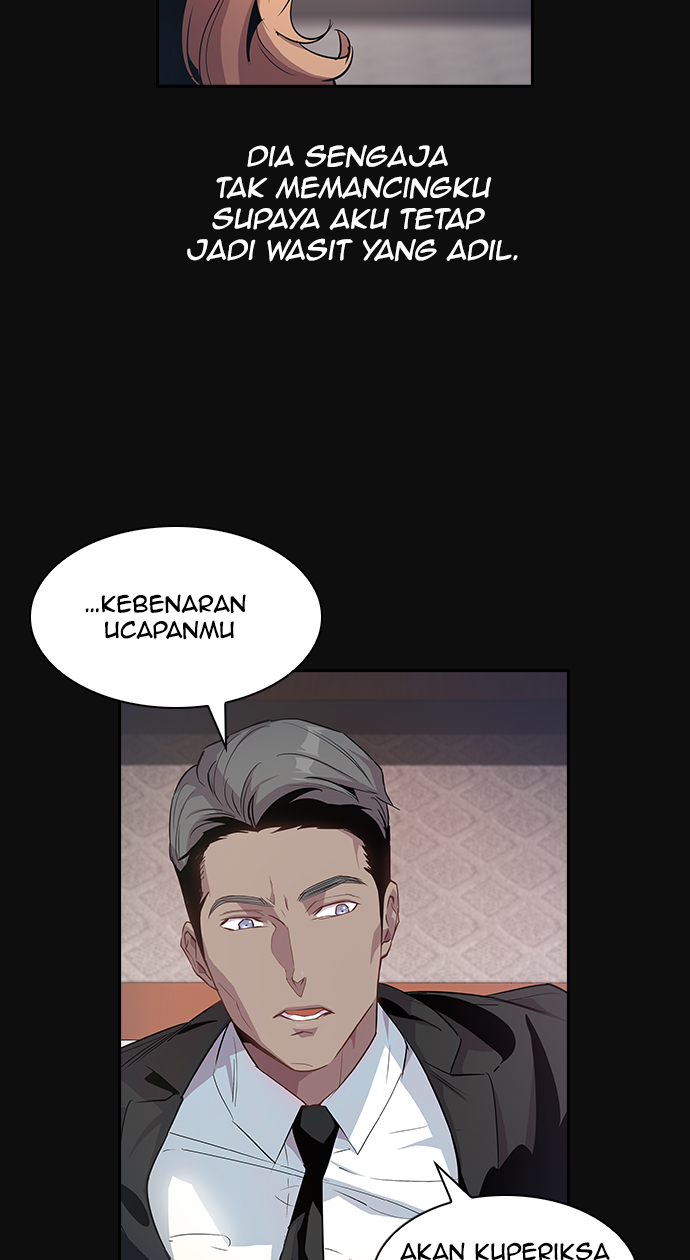 DIA SENGAJA
TAK MEMANCINGKU
SUPAYA AKU TETAP
JADI WASIT YANG ADIL.
...KEBENARAN
UCAPANMU
AKAN KUPERIKSA